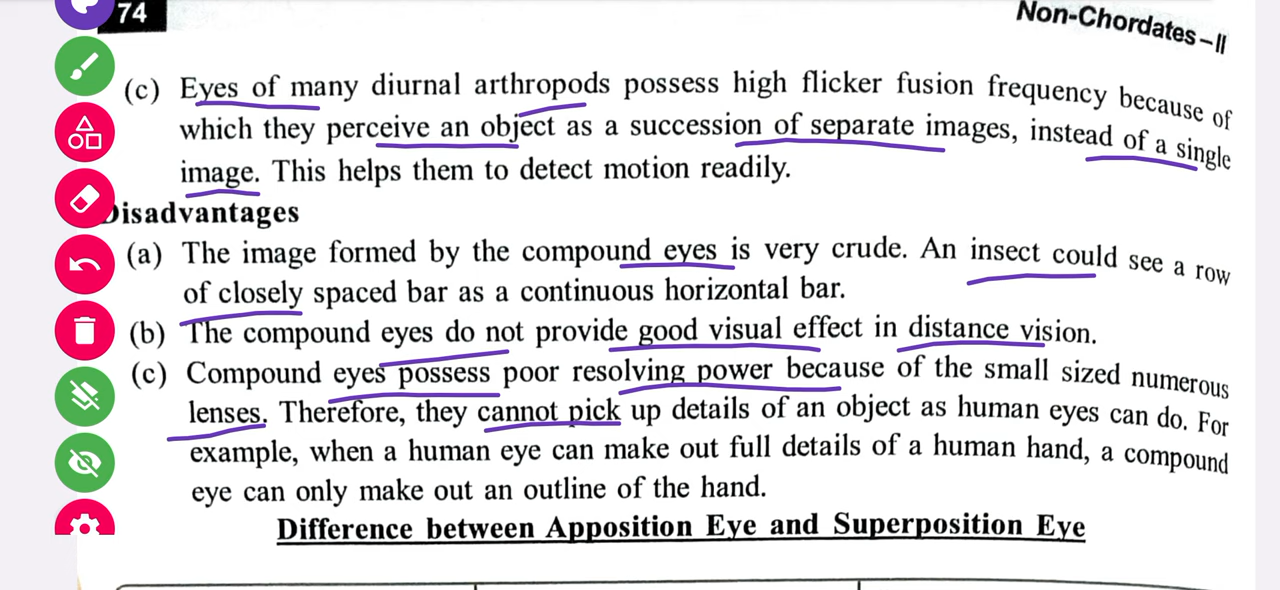 74
Non-Chordates–II
(c) Eyes of many diurnal arthropods possess high flicker fusion frequency because of
which they perceive an object as a succession of separate images, instead of a single
image. This helps them to detect motion readily.
Disadvantages
(a) The image formed by the compound eyes is very crude. An insect could see a row
of closely spaced bar as a continuous horizontal bar.
(b) The compound eyes do not provide good visual effect in distance vision.
(c) Compound eyes possess poor resolving power because of the small sized numerous
lenses. Therefore, they cannot pick up details of an object as human eyes can do. For
example, when a human eye can make out full details of a human hand, a compound
eye can only make out an outline of the hand.
Difference between Apposition Eye and Superposition Eye